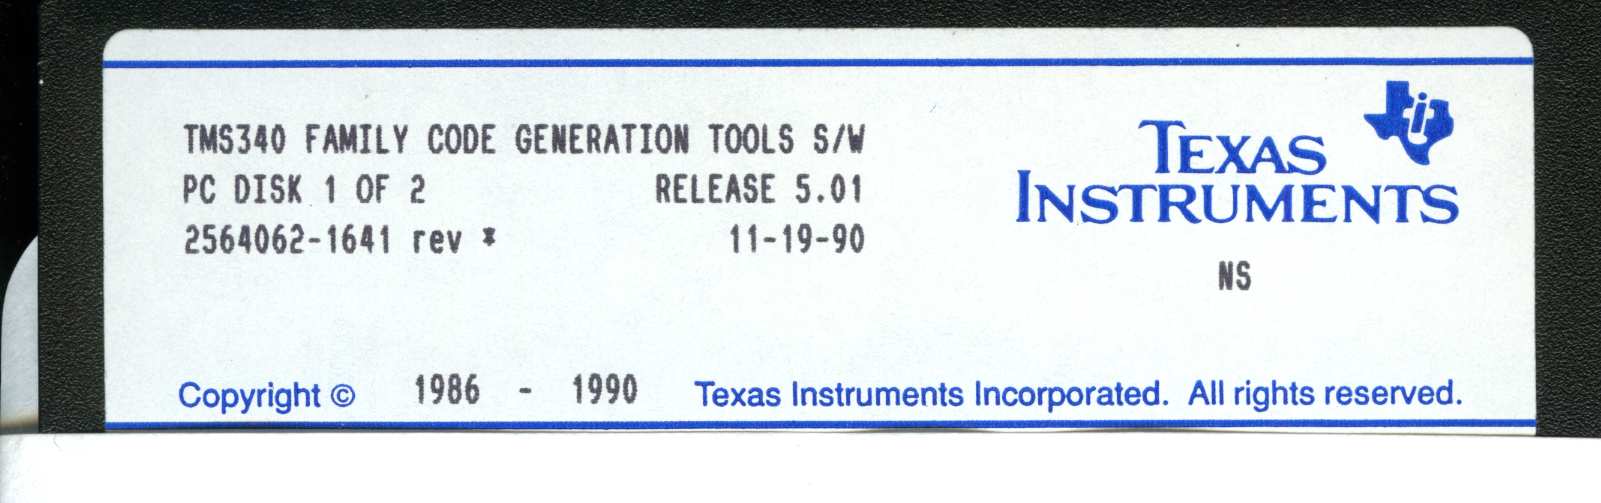 TMS340 FAMILY CODE GENERATION TOOLS S/W
PC DISK 1 OF 2 RELEASE 5.01
2564062-1641 rev * 11-19-90
TEXAS
INSTRUMENTS
NS
Copyright © 1986 - 1990 Texas Instruments Incorporated. All rights reserved.